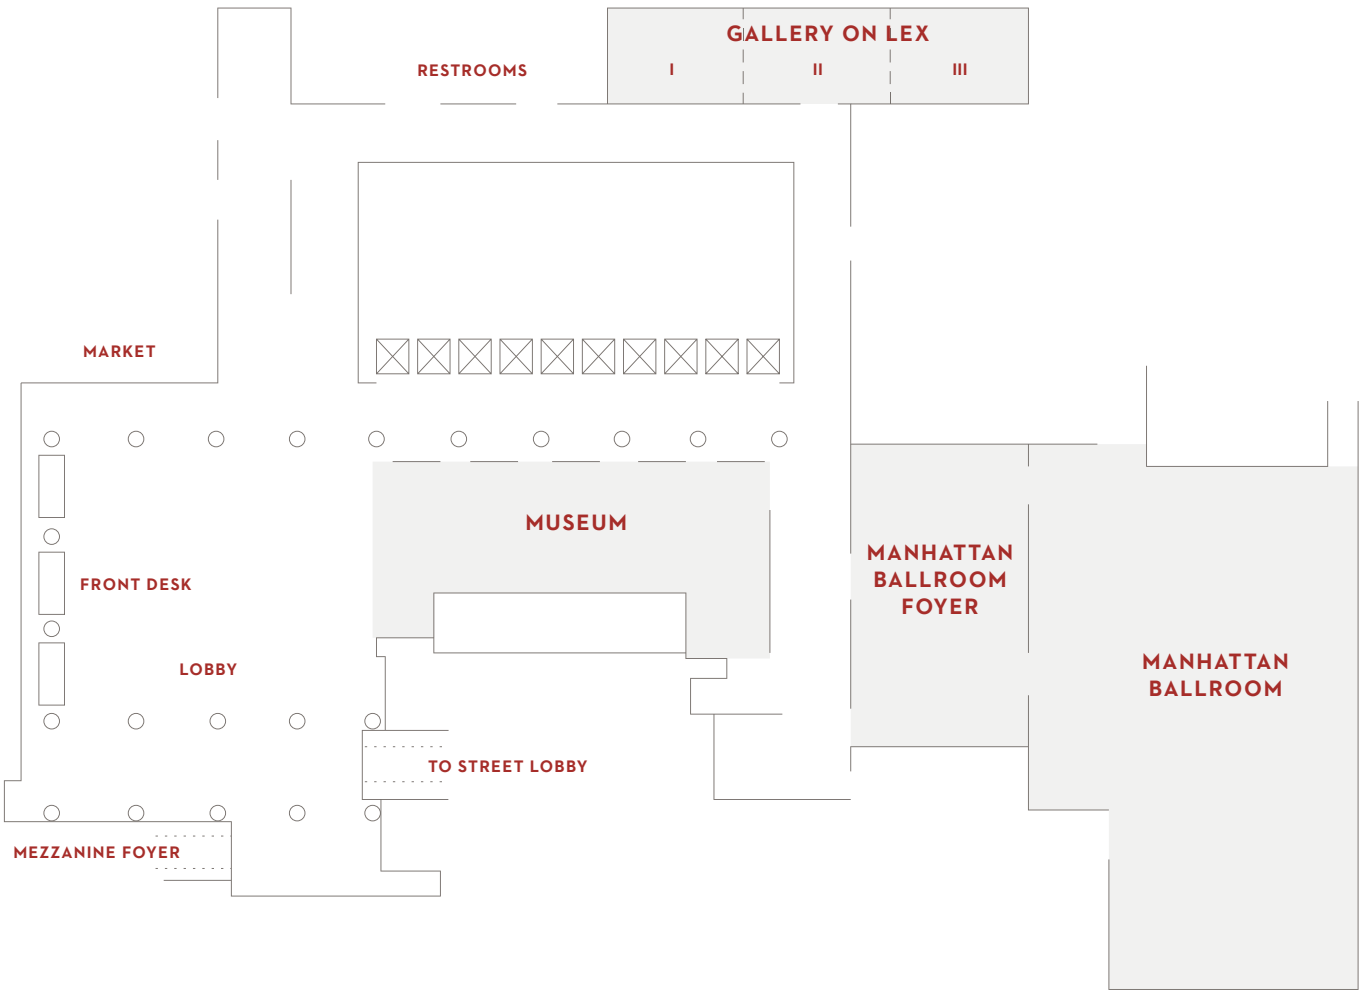 GALLERY ON LEX
RESTROOMS
I
II
III
MARKET
MUSEUM
MANHATTAN
BALLROOM
FOYER
FRONT DESK
LOBBY
MANHATTAN
BALLROOM
TO STREET LOBBY
MEZZANINE FOYER